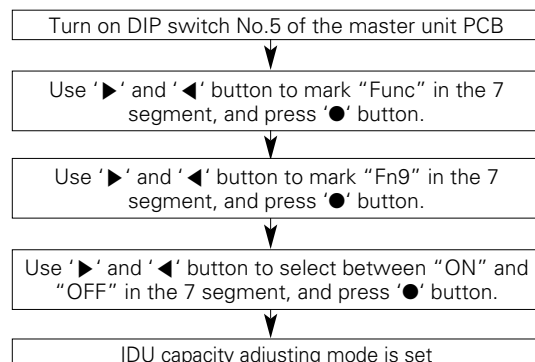 Turn on DIP switch No.5 of the master unit PCB
Use ‘▶’ and ‘◀‘ button to mark “Func” in the 7
segment, and press ‘●‘ button.
Use ‘▶’ and ‘◀‘ button to mark “Fn9” in the 7
segment, and press ‘●‘ button.
Use ‘▶’ and ‘◀‘ button to select between “ON” and
“OFF” in the 7 segment, and press ‘●‘ button.
IDU capacity adjusting mode is set